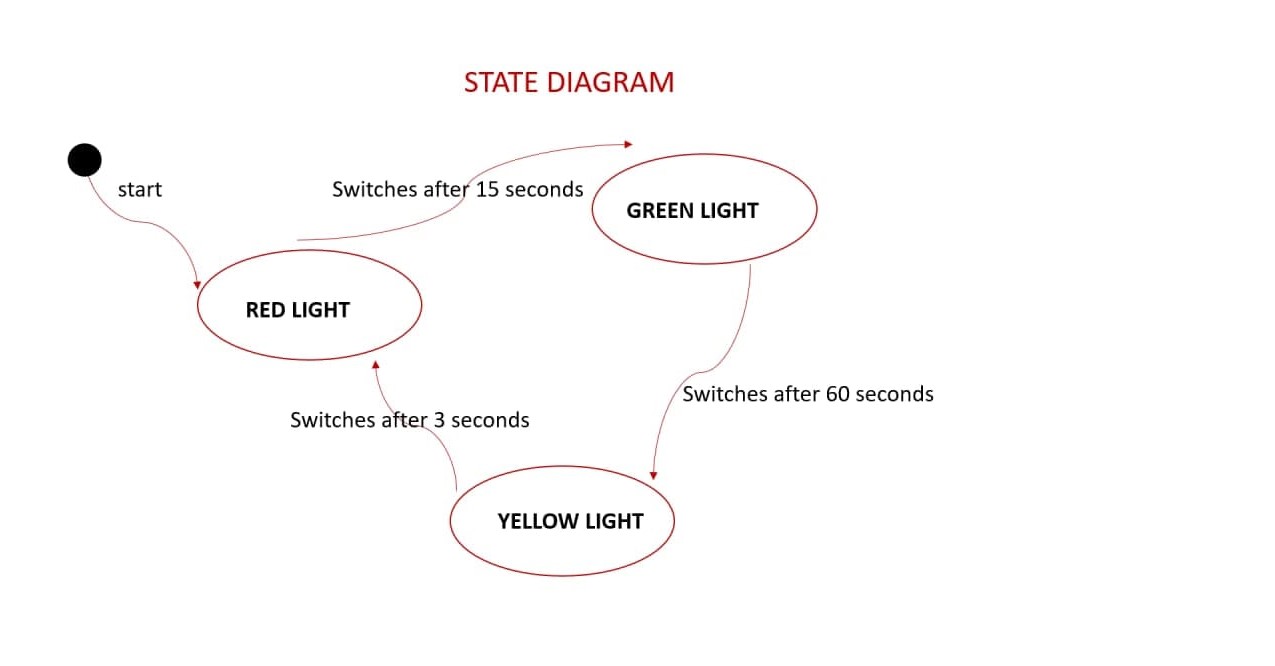 STATE DIAGRAM
start
Switches after 15 seconds
GREEN LIGHT
RED LIGHT
Switches after 60 seconds
Switches after 3 seconds
YELLOW LIGHT